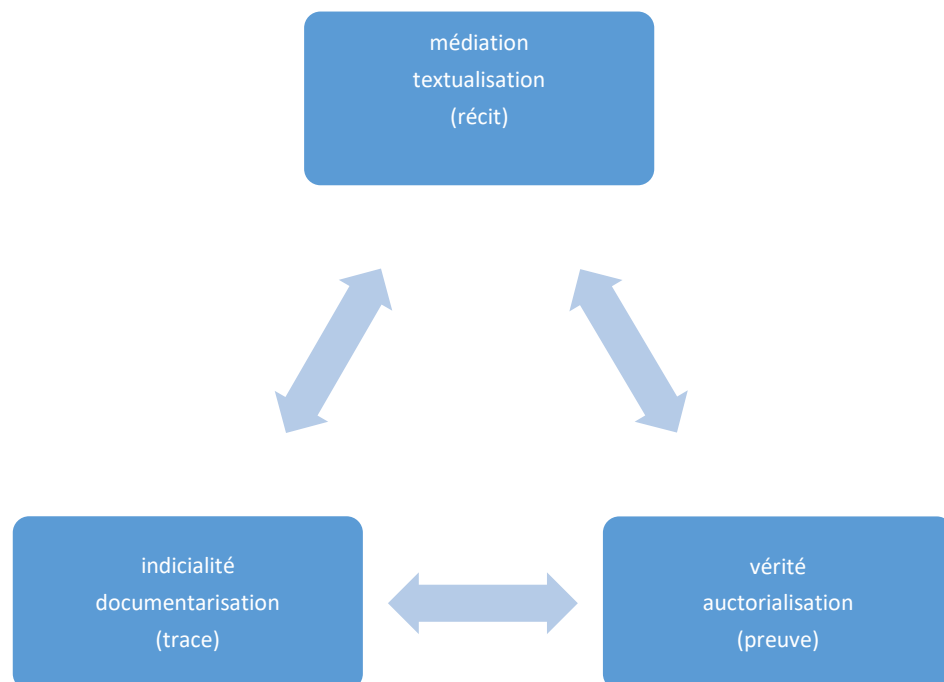 médiation
textualisation
(récit)
indicialité
documentarisation
(trace)
vérité
auctorialisation
(preuve)